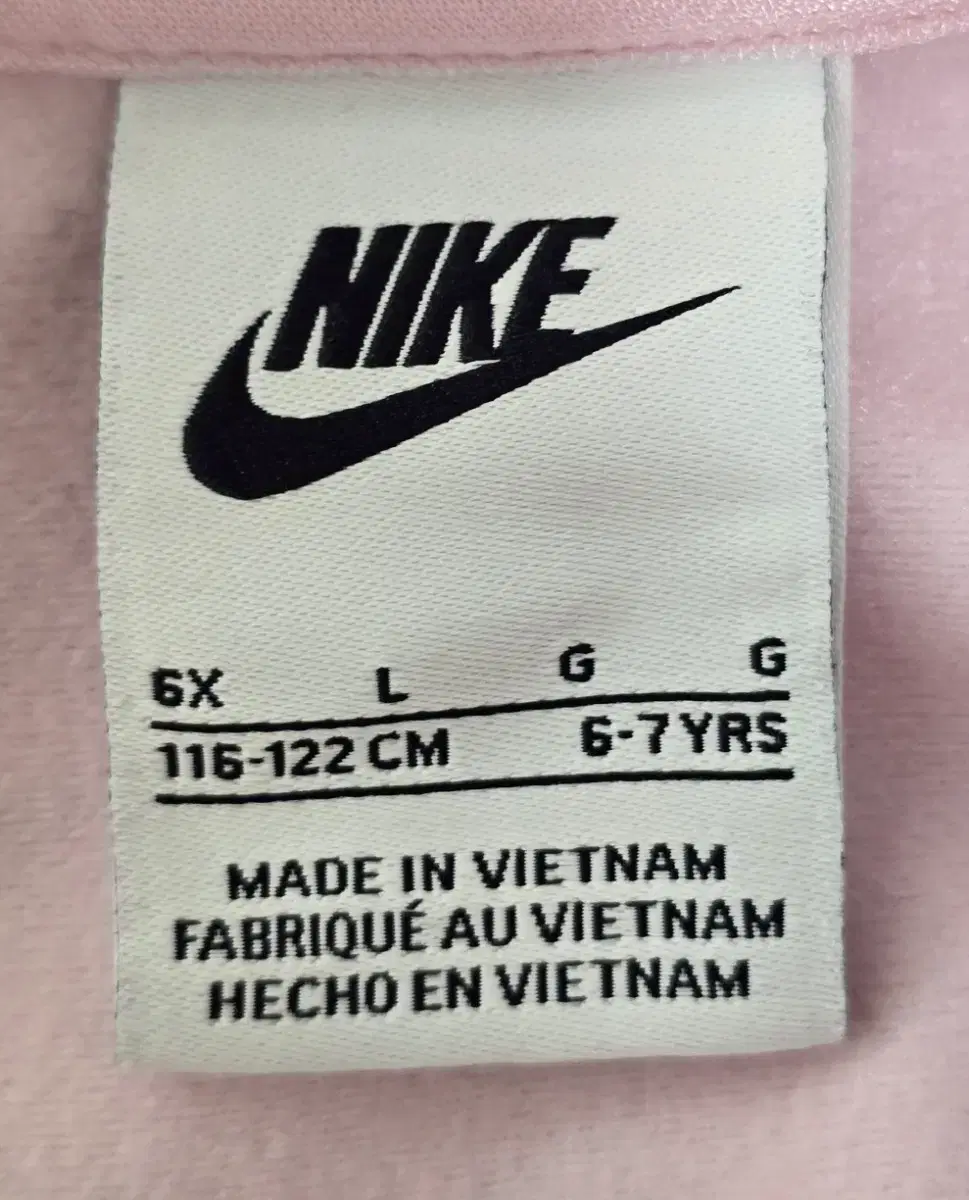 NIKE
6X L G G
116-122 CM 6-7 YRS
MADE IN VIETNAM
FABRIQUÉ AU VIETNAM
HECHO EN VIETNAM